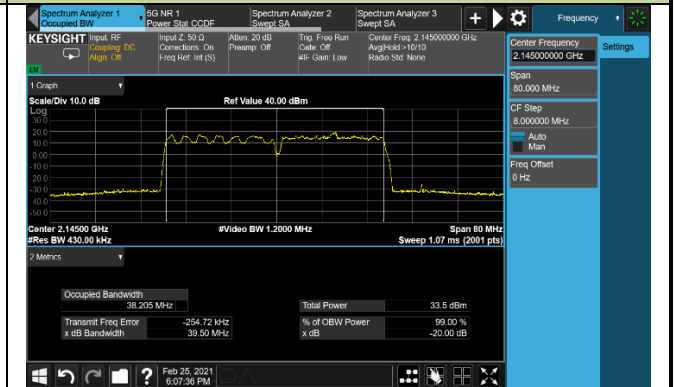 Spectrum Analyzer 1
Occupied BW
5G NR 1
Power Stat CCDF
Spectrum Analyzer 2
Swept SA
Spectrum Analyzer 3
Swept SA
+
Frequency
KEYSIGHT
Input: RF
Coupling: DC
Align: Off
Input Z: 50 Ω
Corrections: On
Freq Ref: Int (S)
Atten: 20 dB
Preamp: Off
Trig: Free Run
Gate: Off
#IF Gain: Low
Center Freq: 2.145000000 GHz
Avg|Hold:>10/10
Radio Std: None
Center Frequency
2.145000000 GHz
Settings
Span
80.000 MHz
CF Step
8.000000 MHz
Auto
Man
Freq Offset
0 Hz
1 Graph
Scale/Div 10.0 dB
Ref Value 40.00 dBm
Log
30.0
20.0
10.0
0.00
-10.0
-20.0
-30.0
-40.0
-50.0
Center 2.14500 GHz
#Video BW 1.2000 MHz
Span 80 MHz
#Res BW 430.00 kHz
Sweep 1.07 ms (2001 pts)
2 Metrics
Occupied Bandwidth
38.205 MHz
Total Power
33.5 dBm
Transmit Freq Error
-254.72 kHz
% of OBW Power
99.00 %
x dB Bandwidth
39.50 MHz
x dB
-20.00 dB
?
Feb 25, 2021
6:07:36 PM